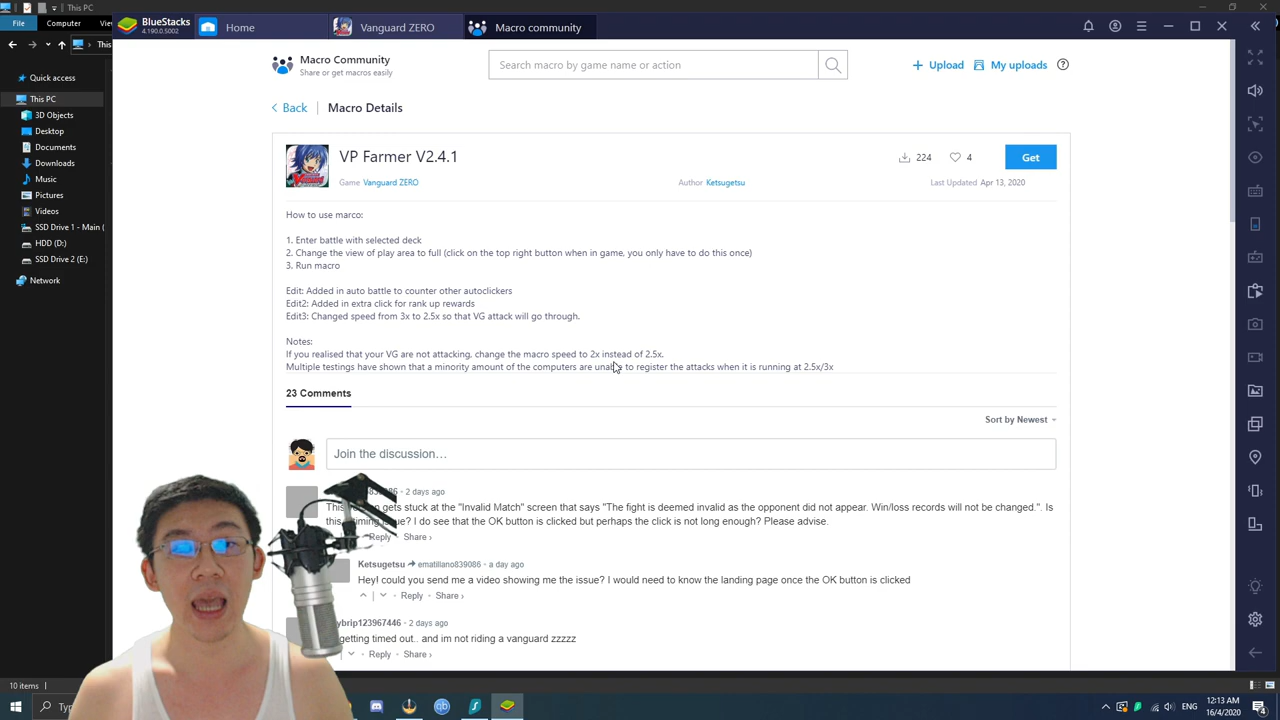 BlueStacks
4.190.0.5002
Home
Vanguard ZERO
Macro community
File
Computer
View
This
Macro Community
Share or get macros easily
Search macro by game name or action
+ Upload
My uploads
Back
Macro Details
Quick access
This PC
3D Objects
Documents
Downloads
Music
Pictures
Videos
SSD Drive 1 - Main (
HDD (D:)
SSD Drive 2 (E:)
Network
VP Farmer V2.4.1
224
4
Get
Game Vanguard ZERO
Author Ketsugetsu
Last Updated Apr 13, 2020
How to use marco:
1. Enter battle with selected deck
2. Change the view of play area to full (click on the top right button when in game, you only have to do this once)
3. Run macro
Edit: Added in auto battle to counter other autoclickers
Edit2: Added in extra click for rank up rewards
Edit3: Changed speed from 3x to 2.5x so that VG attack will go through.
Notes:
If you realised that your VG are not attacking, change the macro speed to 2x instead of 2.5x.
Multiple testings have shown that a minority amount of the computers are unable to register the attacks when it is running at 2.5x/3x
23 Comments
Sort by Newest
Join the discussion…
• 2 days ago
This gets stuck at the "Invalid Match" screen that says "The fight is deemed invalid as the opponent did not appear. Win/loss records will not be changed.". Is
this timing issue? I do see that the OK button is clicked but perhaps the click is not long enough? Please advise.
Reply • Share ›
Ketsugetsu ematillano839086 • a day ago
Hey! could you send me a video showing me the issue? I would need to know the landing page once the OK button is clicked
• Reply • Share ›
ybrip123967446 • 2 days ago
getting timed out.. and im not riding a vanguard zzzzz
• Reply • Share ›
10 items
Typ
12:13 AM
16/4/2020
4